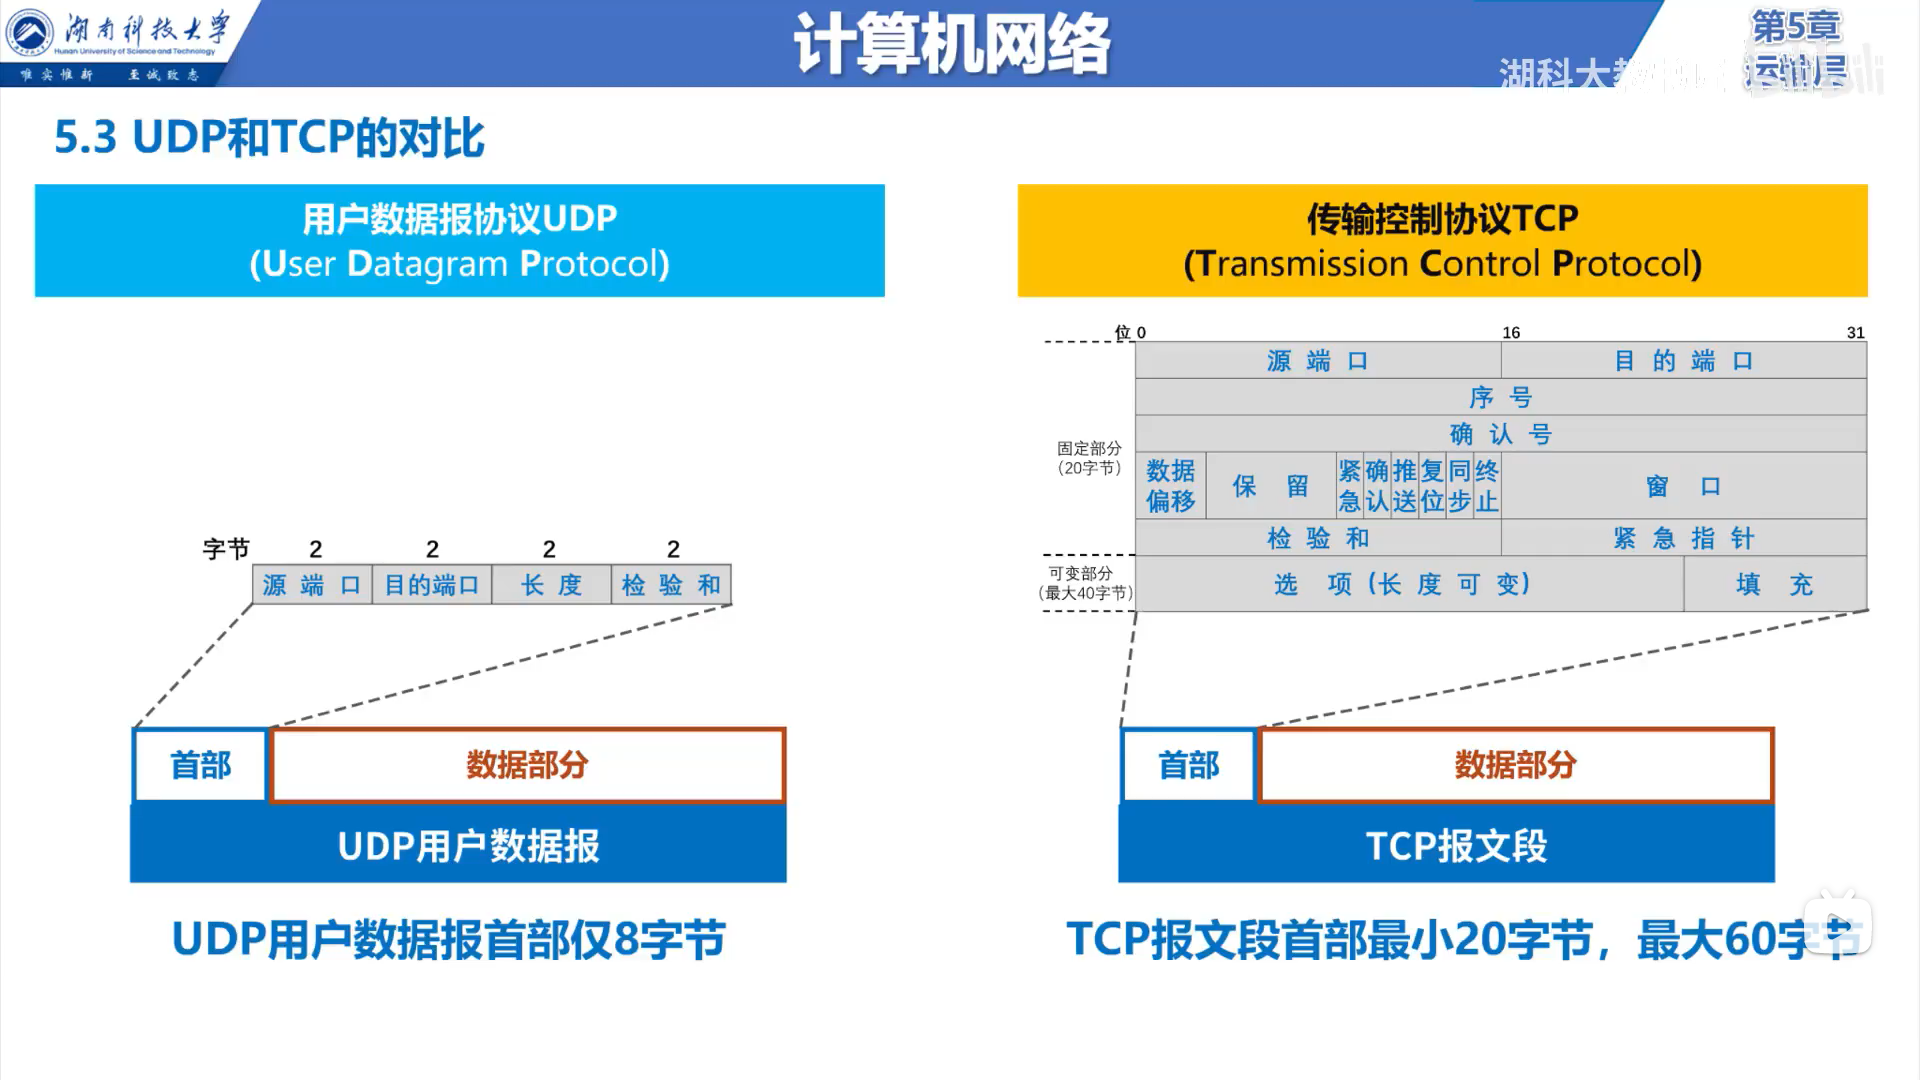 湖南科技大学
Hunan University of Science and Technology
唯实惟新 至诚致志
计算机网络
第5章
运输层
湖科大教书匠
5.3 UDP和TCP的对比
用户数据报协议UDP
(User Datagram Protocol)
字节 2 2 2 2
源端口 目的端口 长度 检验和
首部 数据部分
UDP用户数据报
UDP用户数据报首部仅8字节
传输控制协议TCP
(Transmission Control Protocol)
位 0 16 31
源端口 目的端口
序号
确认号
固定部分
(20字节)
数据偏移 保留 紧急 确认 推送 复位 同步 终止 窗口
检验和 紧急指针
可变部分
(最大40字节)
选项(长度可变) 填充
首部 数据部分
TCP报文段
TCP报文段首部最小20字节，最大60字节